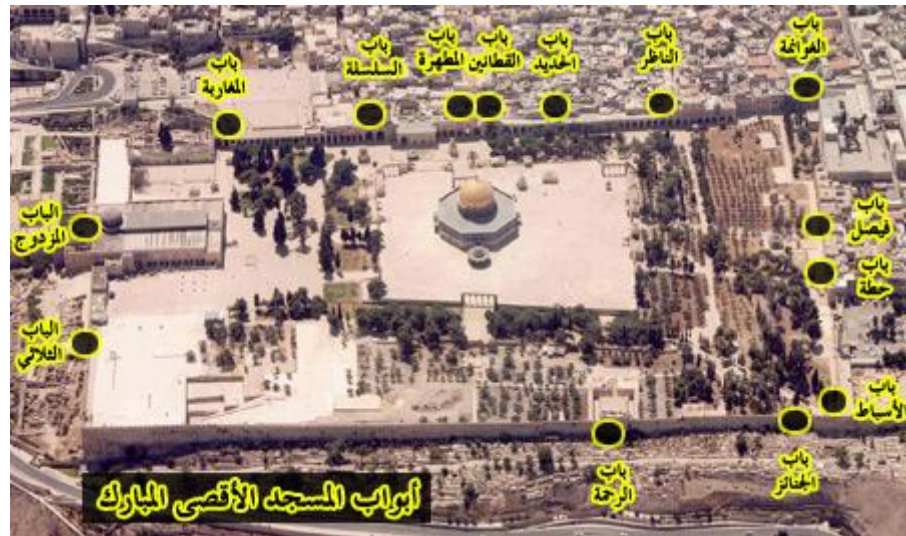 باب
الغوانمة
باب
الناظر
باب
الحديد
باب
القطانين
باب
المطهرة
باب
السلسلة
باب
المغاربة
الباب
المزدوج
الباب
الثلاثي
باب
فيصل
باب
حطة
باب
الأسباط
باب
الجنائز
باب
الرحمة
أبواب المسجد الأقصى المبارك